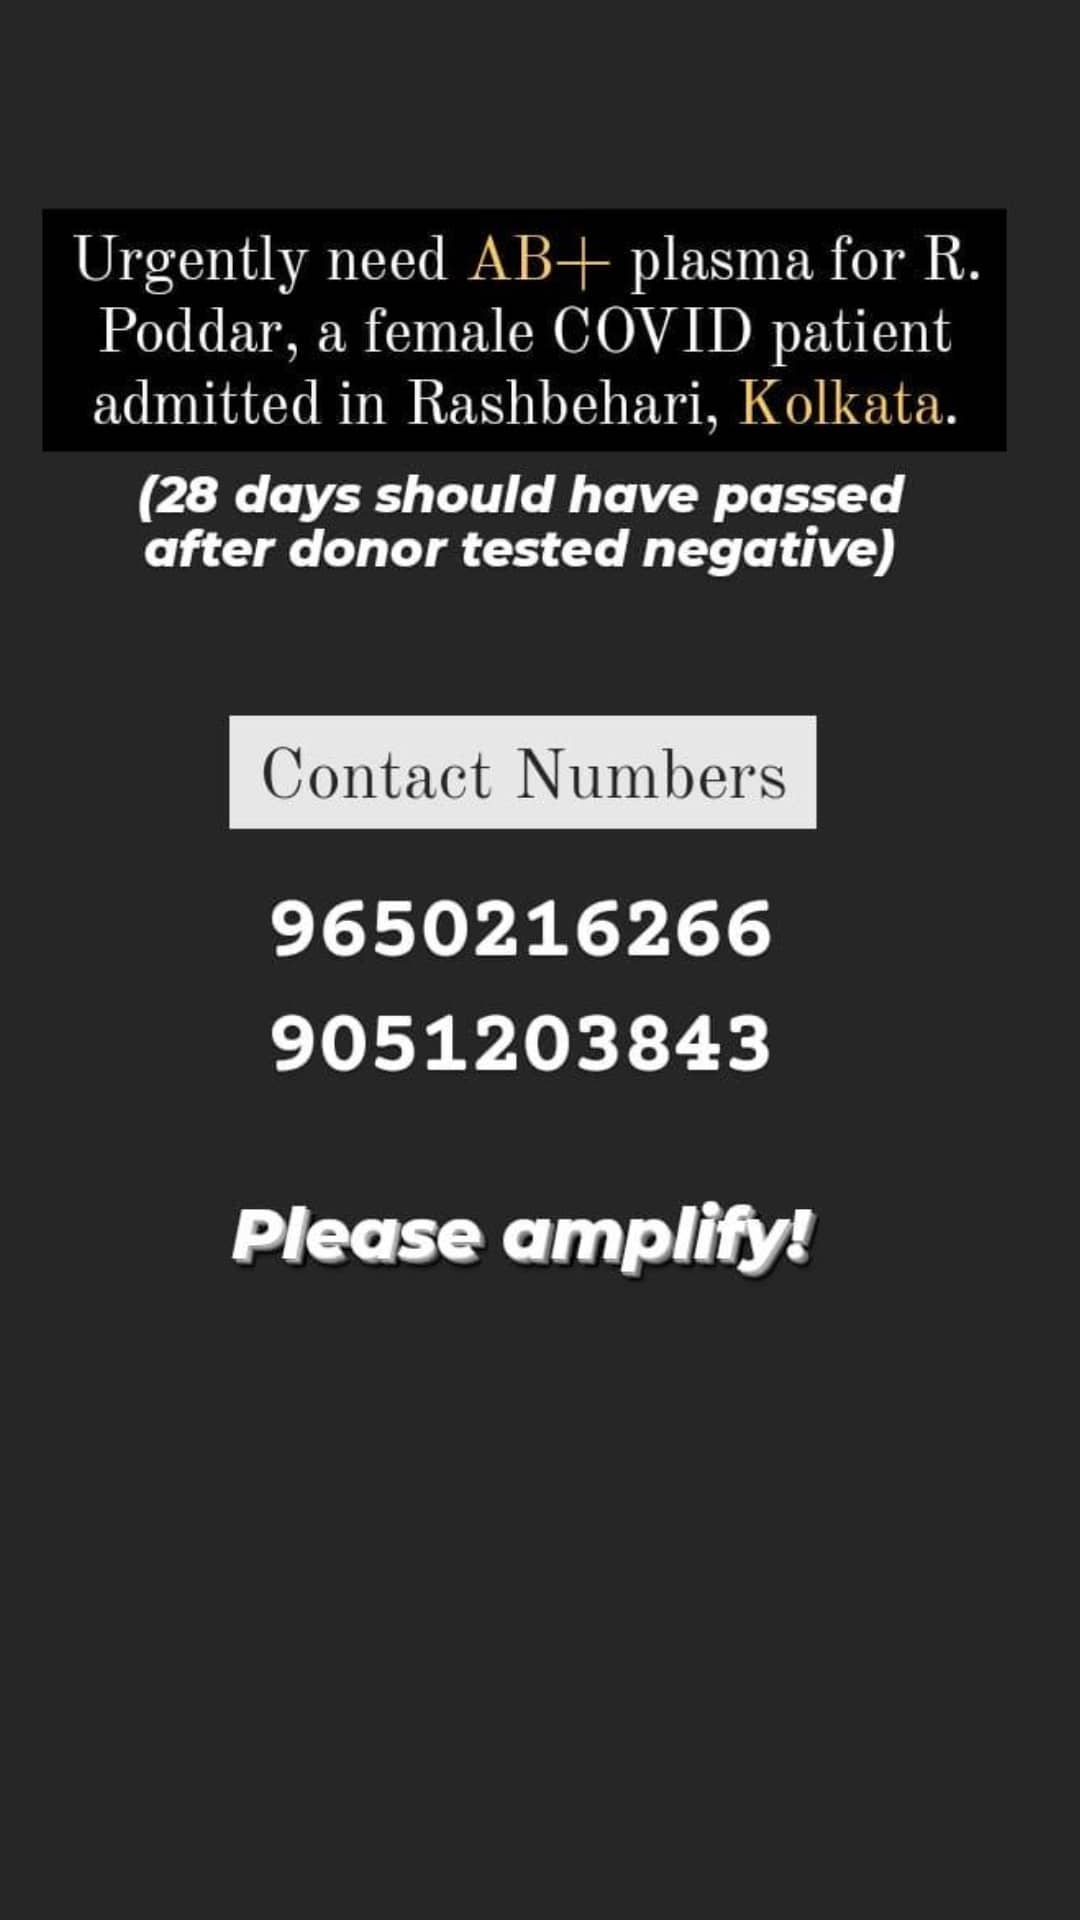 Urgently need AB+ plasma for R.
Poddar, a female COVID patient
admitted in Rashbehari, Kolkata.
(28 days should have passed
after donor tested negative)
Contact Numbers
9650216266
9051203843
Please amplify!